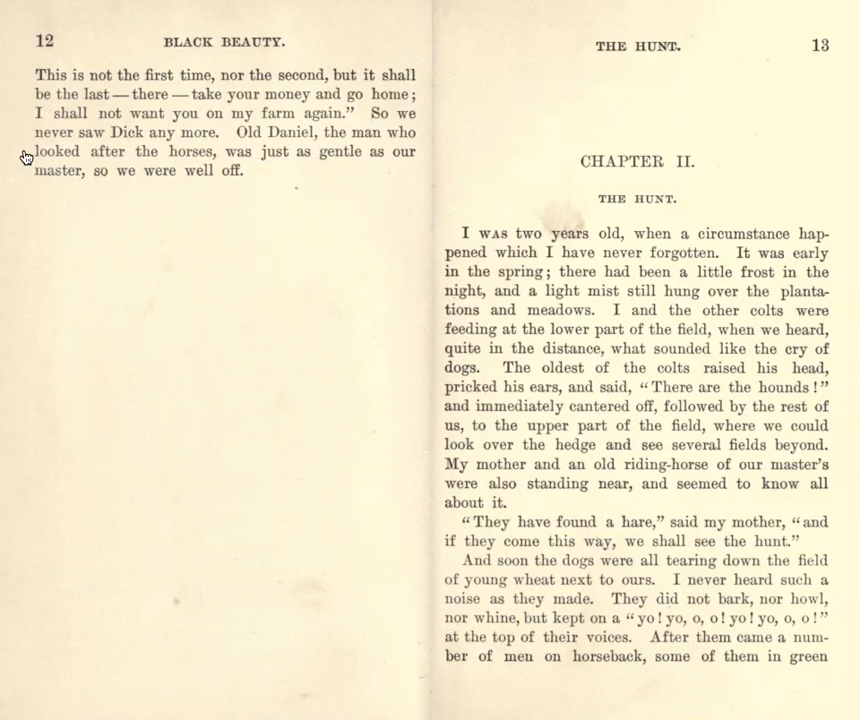 12
BLACK BEAUTY.
This is not the first time, nor the second, but it shall
be the last — there — take your money and go home;
I shall not want you on my farm again.” So we
never saw Dick any more. Old Daniel, the man who
looked after the horses, was just as gentle as our
master, so we were well off.
THE HUNT.
13
CHAPTER II.
THE HUNT.
I WAS two years old, when a circumstance hap-
pened which I have never forgotten. It was early
in the spring; there had been a little frost in the
night, and a light mist still hung over the planta-
tions and meadows. I and the other colts were
feeding at the lower part of the field, when we heard,
quite in the distance, what sounded like the cry of
dogs. The oldest of the colts raised his head,
pricked his ears, and said, “There are the hounds!”
and immediately cantered off, followed by the rest of
us, to the upper part of the field, where we could
look over the hedge and see several fields beyond.
My mother and an old riding-horse of our master’s
were also standing near, and seemed to know all
about it.
“They have found a hare,” said my mother, “and
if they come this way, we shall see the hunt.”
And soon the dogs were all tearing down the field
of young wheat next to ours. I never heard such a
noise as they made. They did not bark, nor howl,
nor whine, but kept on a “yo! yo, o, o! yo! yo, o, o!”
at the top of their voices. After them came a num-
ber of men on horseback, some of them in green